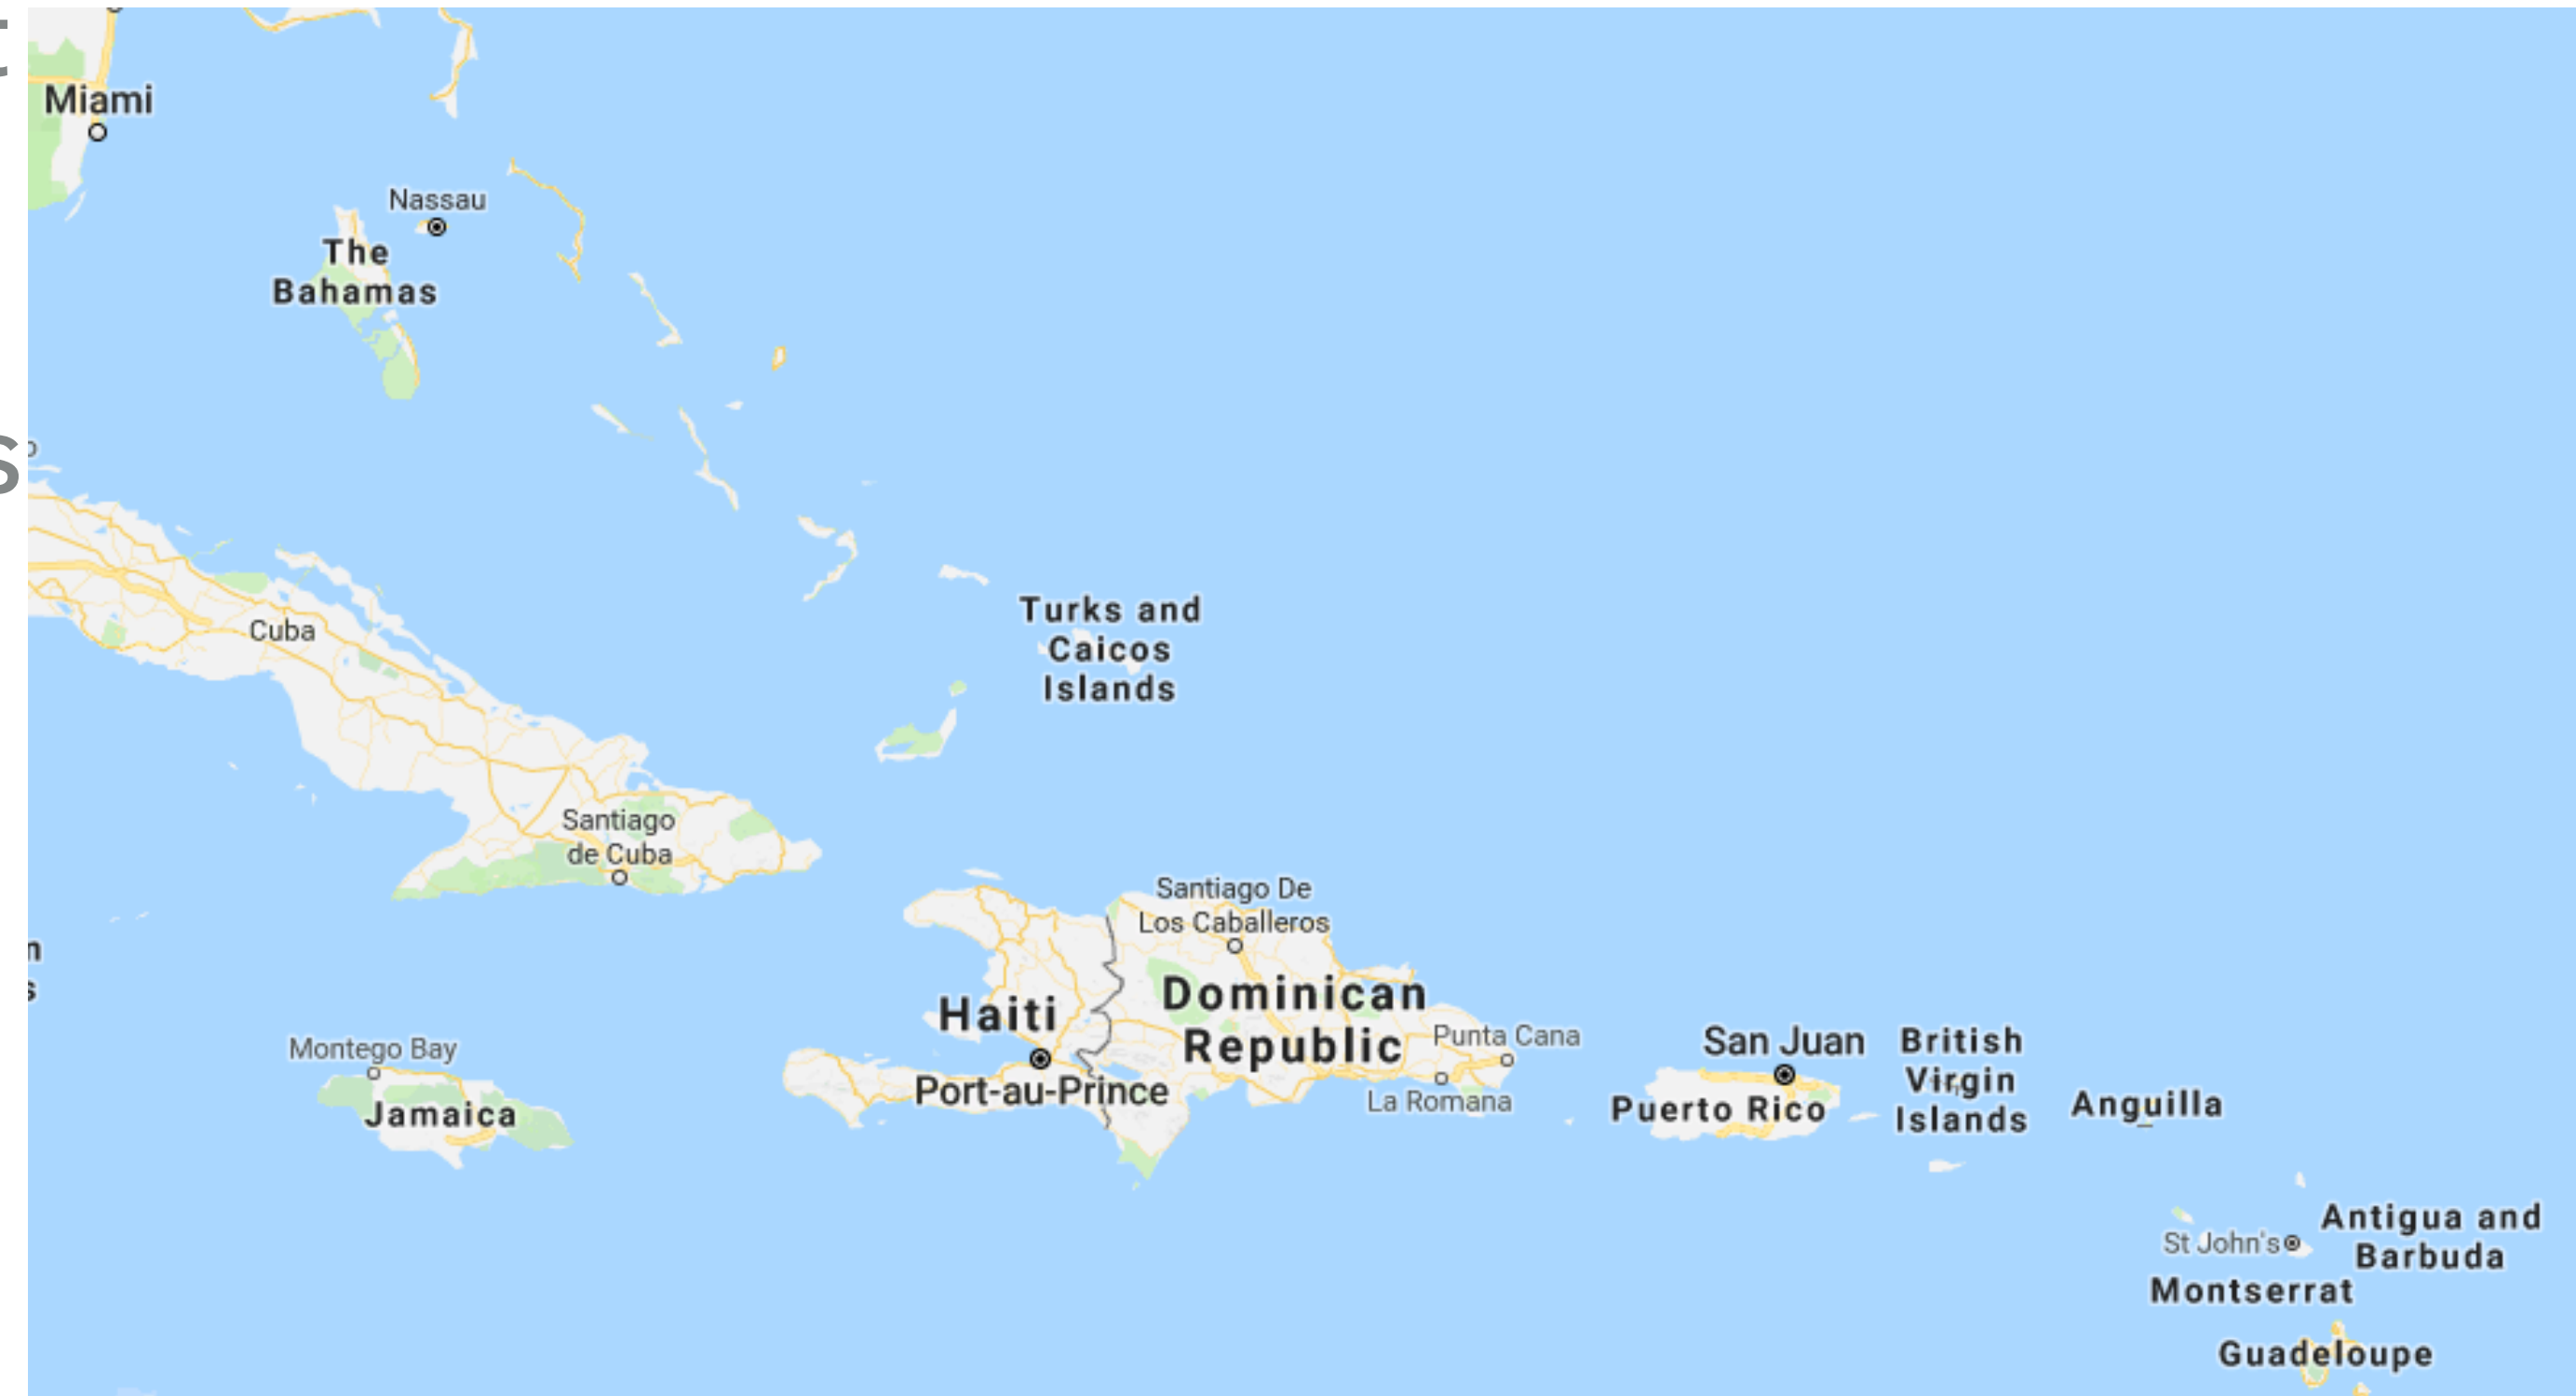 Miami
Nassau
The
Bahamas
Turks and
Caicos
Islands
Cuba
Santiago
de Cuba
Santiago De
Los Caballeros
Haiti
Dominican
Republic
Port-au-Prince
Punta Cana
La Romana
Montego Bay
Jamaica
San Juan
Puerto Rico
British
Virgin
Islands
Anguilla
Antigua and
Barbuda
St John's
Montserrat
Guadeloupe